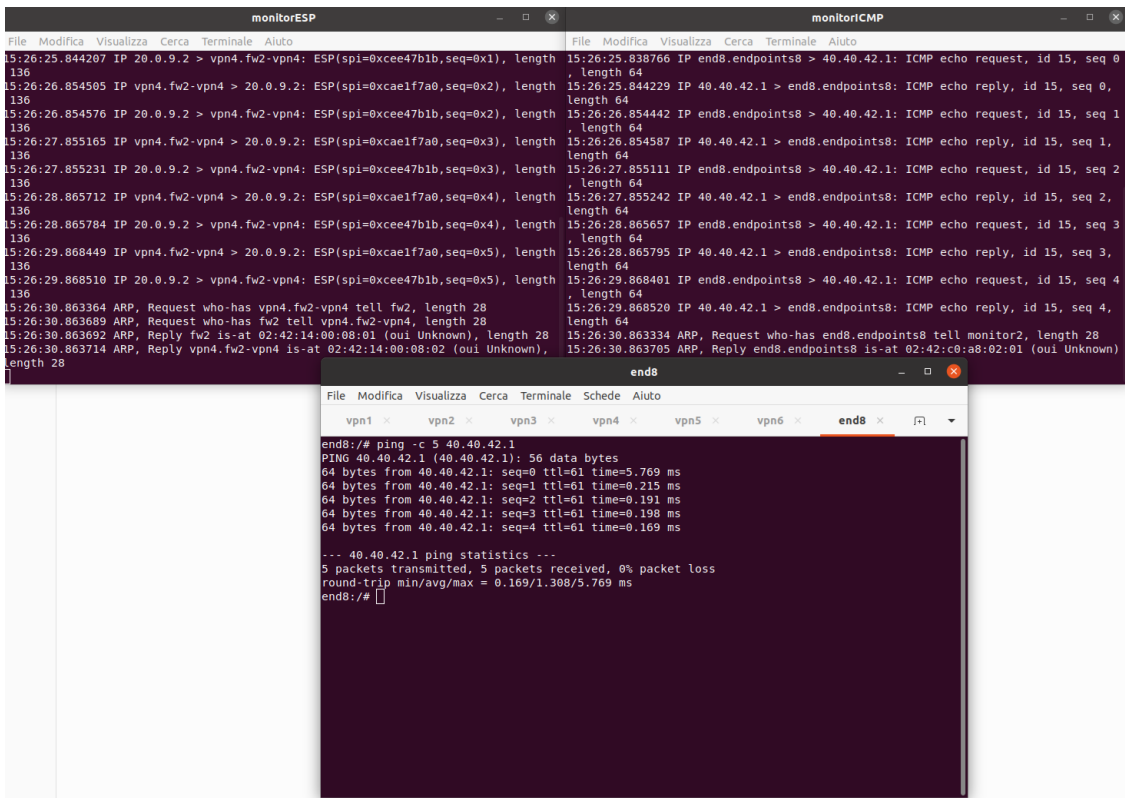 monitorESP
File Modifica Visualizza Cerca Terminale Aiuto
15:26:25.844207 IP 20.0.9.2 > vpn4.fw2-vpn4: ESP(spi=0xcee47b1b,seq=0x1), length
136
15:26:26.854505 IP vpn4.fw2-vpn4 > 20.0.9.2: ESP(spi=0xcae1f7a0,seq=0x2), length
136
15:26:26.854576 IP 20.0.9.2 > vpn4.fw2-vpn4: ESP(spi=0xcee47b1b,seq=0x2), length
136
15:26:27.855165 IP vpn4.fw2-vpn4 > 20.0.9.2: ESP(spi=0xcae1f7a0,seq=0x3), length
136
15:26:27.855231 IP 20.0.9.2 > vpn4.fw2-vpn4: ESP(spi=0xcee47b1b,seq=0x3), length
136
15:26:28.865712 IP vpn4.fw2-vpn4 > 20.0.9.2: ESP(spi=0xcae1f7a0,seq=0x4), length
136
15:26:28.865784 IP 20.0.9.2 > vpn4.fw2-vpn4: ESP(spi=0xcee47b1b,seq=0x4), length
136
15:26:29.868449 IP vpn4.fw2-vpn4 > 20.0.9.2: ESP(spi=0xcae1f7a0,seq=0x5), length
136
15:26:29.868510 IP 20.0.9.2 > vpn4.fw2-vpn4: ESP(spi=0xcee47b1b,seq=0x5), length
136
15:26:30.863364 ARP, Request who-has vpn4.fw2-vpn4 tell fw2, length 28
15:26:30.863689 ARP, Request who-has fw2 tell vpn4.fw2-vpn4, length 28
15:26:30.863692 ARP, Reply fw2 is-at 02:42:14:00:08:01 (oui Unknown), length 28
15:26:30.863714 ARP, Reply vpn4.fw2-vpn4 is-at 02:42:14:00:08:02 (oui Unknown),
length 28
monitorICMP
File Modifica Visualizza Cerca Terminale Aiuto
15:26:25.838766 IP end8.endpoints8 > 40.40.42.1: ICMP echo request, id 15, seq 0
, length 64
15:26:25.844229 IP 40.40.42.1 > end8.endpoints8: ICMP echo reply, id 15, seq 0,
length 64
15:26:26.854442 IP end8.endpoints8 > 40.40.42.1: ICMP echo request, id 15, seq 1
, length 64
15:26:26.854587 IP 40.40.42.1 > end8.endpoints8: ICMP echo reply, id 15, seq 1,
length 64
15:26:27.855111 IP end8.endpoints8 > 40.40.42.1: ICMP echo request, id 15, seq 2
, length 64
15:26:27.855242 IP 40.40.42.1 > end8.endpoints8: ICMP echo reply, id 15, seq 2,
length 64
15:26:28.865657 IP end8.endpoints8 > 40.40.42.1: ICMP echo request, id 15, seq 3
, length 64
15:26:28.865795 IP 40.40.42.1 > end8.endpoints8: ICMP echo reply, id 15, seq 3,
length 64
15:26:29.868401 IP end8.endpoints8 > 40.40.42.1: ICMP echo request, id 15, seq 4
, length 64
15:26:29.868520 IP 40.40.42.1 > end8.endpoints8: ICMP echo reply, id 15, seq 4,
length 64
15:26:30.863334 ARP, Request who-has end8.endpoints8 tell monitor2, length 28
15:26:30.863705 ARP, Reply end8.endpoints8 is-at 02:42:c0:a8:02:01 (oui Unknown)
end8
File Modifica Visualizza Cerca Terminale Schede Aiuto
vpn1 vpn2 vpn3 vpn4 vpn5 vpn6 end8
end8:/# ping -c 5 40.40.42.1
PING 40.40.42.1 (40.40.42.1): 56 data bytes
64 bytes from 40.40.42.1: seq=0 ttl=61 time=5.769 ms
64 bytes from 40.40.42.1: seq=1 ttl=61 time=0.215 ms
64 bytes from 40.40.42.1: seq=2 ttl=61 time=0.191 ms
64 bytes from 40.40.42.1: seq=3 ttl=61 time=0.198 ms
64 bytes from 40.40.42.1: seq=4 ttl=61 time=0.169 ms
--- 40.40.42.1 ping statistics ---
5 packets transmitted, 5 packets received, 0% packet loss
round-trip min/avg/max = 0.169/1.308/5.769 ms
end8:/#